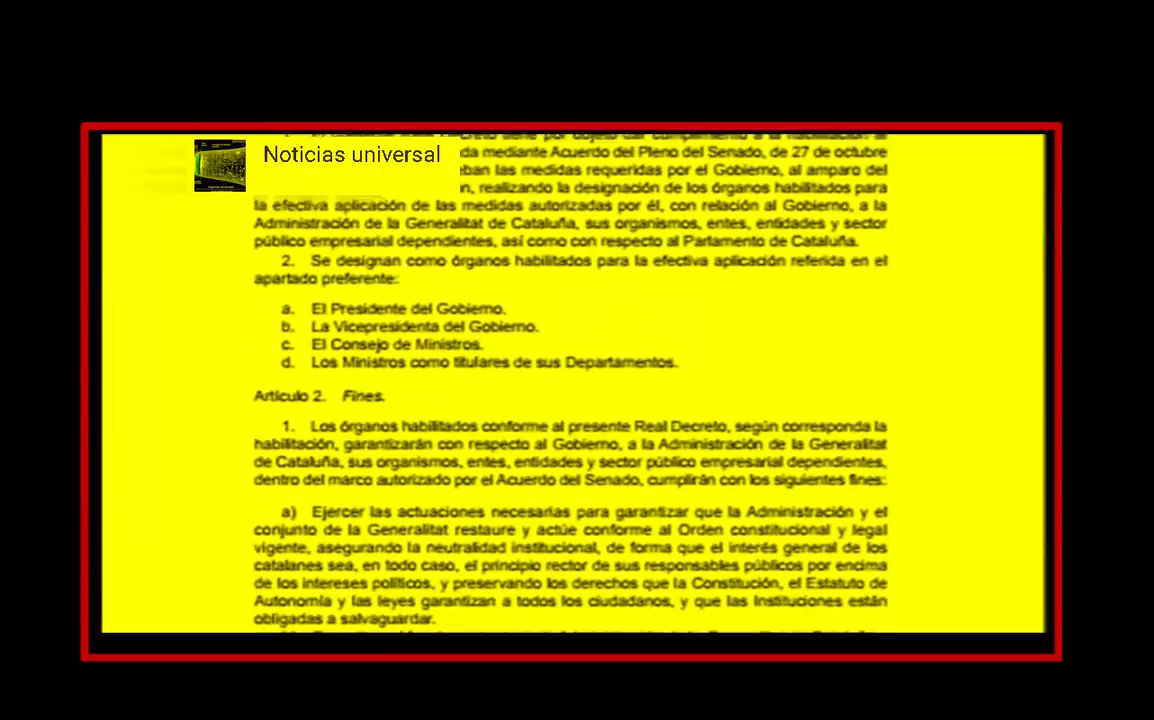 Noticias universal
da mediante Acuerdo del Pleno del Senado, de 27 de octubre
eban las medidas requeridas por el Gobierno, al amparo del
n, realizando la designación de los órganos habilitados para
la efectiva aplicación de las medidas autorizadas por él, con relación al Gobierno, a la
Administración de la Generalitat de Cataluña, sus organismos, entes, entidades y sector
público empresarial dependientes, así como con respecto al Parlamento de Cataluña.
2. Se designan como órganos habilitados para la efectiva aplicación referida en el
apartado preferente:
a. El Presidente del Gobierno.
b. La Vicepresidenta del Gobierno.
c. El Consejo de Ministros.
d. Los Ministros como titulares de sus Departamentos.
Artículo 2. Fines.
1. Los órganos habilitados conforme al presente Real Decreto, según corresponda la
habilitación, garantizarán con respecto al Gobierno, a la Administración de la Generalitat
de Cataluña, sus organismos, entes, entidades y sector público empresarial dependientes,
dentro del marco autorizado por el Acuerdo del Senado, cumplirán con los siguientes fines:
a) Ejercer las actuaciones necesarias para garantizar que la Administración y el
conjunto de la Generalitat restaure y actúe conforme al Orden constitucional y legal
vigente, asegurando la neutralidad institucional, de forma que el interés general de los
catalanes sea, en todo caso, el principio rector de sus responsables públicos por encima
de los intereses políticos, y preservando los derechos que la Constitución, el Estatuto de
Autonomía y las leyes garantizan a todos los ciudadanos, y que las Instituciones están
obligadas a salvaguardar.